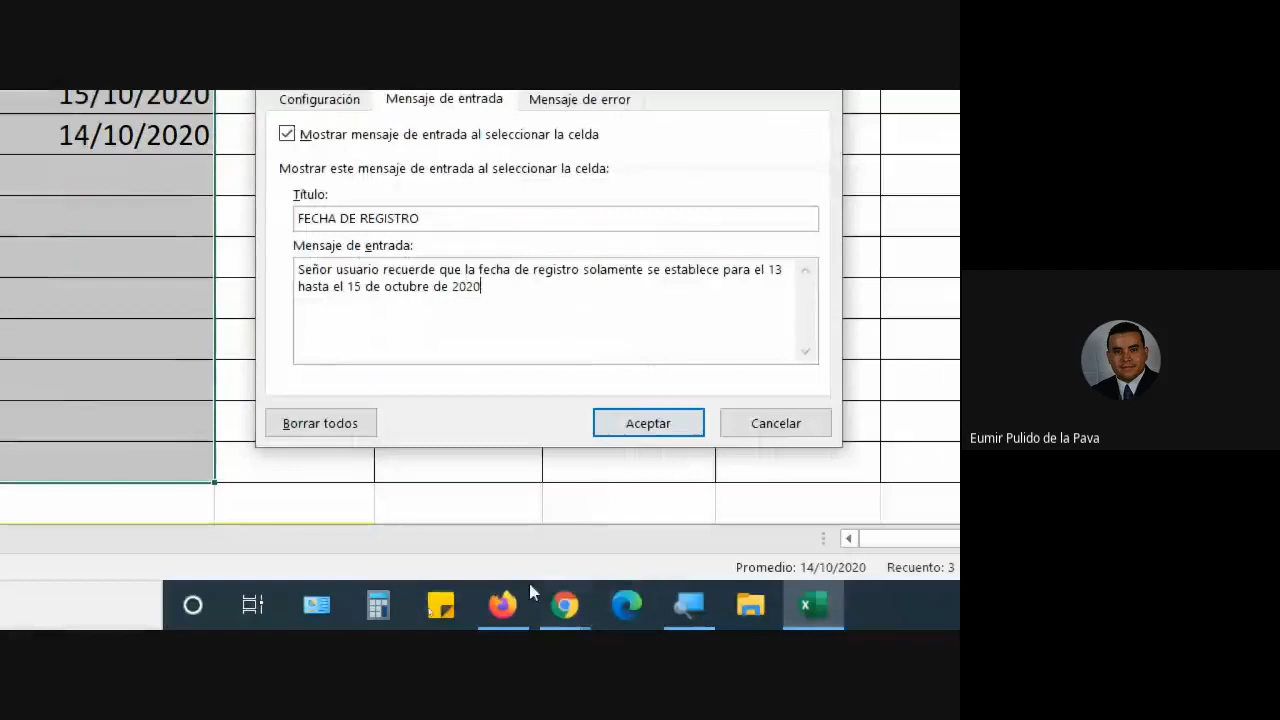 15/10/2020
14/10/2020
Configuración Mensaje de entrada Mensaje de error
Mostrar mensaje de entrada al seleccionar la celda
Mostrar este mensaje de entrada al seleccionar la celda:
Título:
FECHA DE REGISTRO
Mensaje de entrada:
Señor usuario recuerde que la fecha de registro solamente se establece para el 13
hasta el 15 de octubre de 2020
Borrar todos Aceptar Cancelar
Promedio: 14/10/2020 Recuento: 3
Eumir Pulido de la Pava